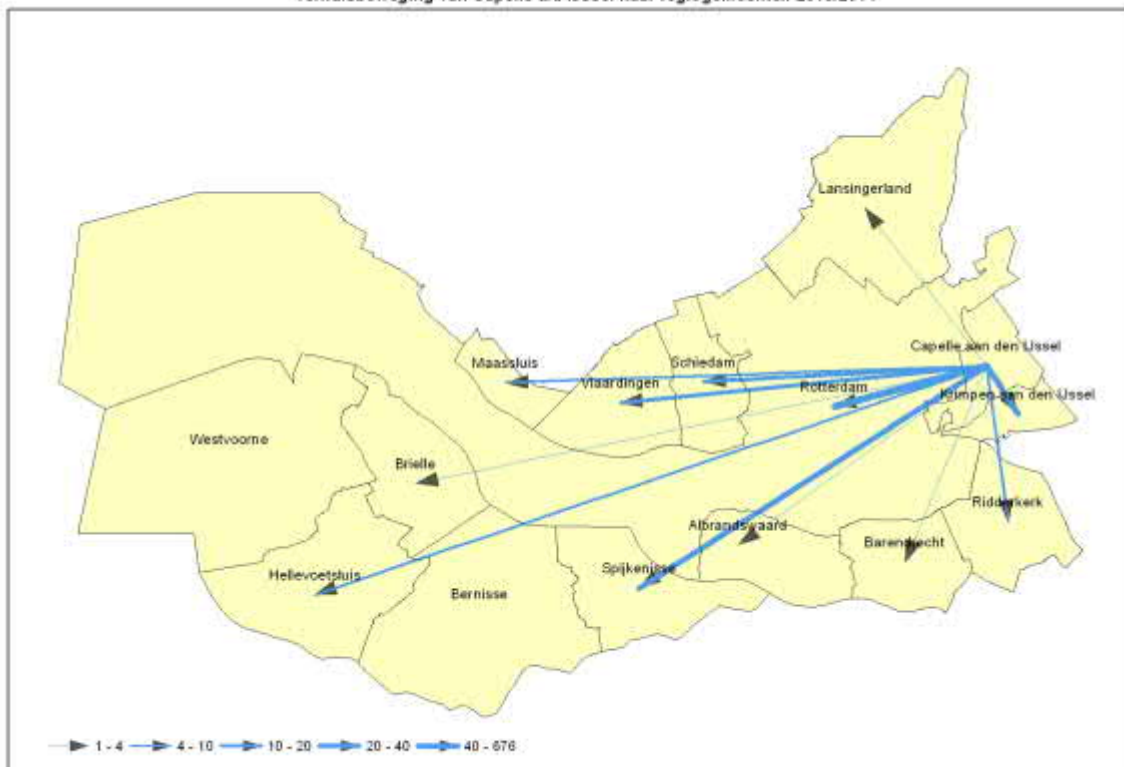 Lansingerland
Capelle aan den IJssel
Maassluis
Schiedam
Vlaardingen
Rotterdam
Krimpen aan den IJssel
Westvoorne
Brielle
Ridderkerk
Albrandswaard
Barendrecht
Hellevoetsluis
Spijkenisse
Bernisse
1 - 4 4 - 10 10 - 20 20 - 40 40 - 676